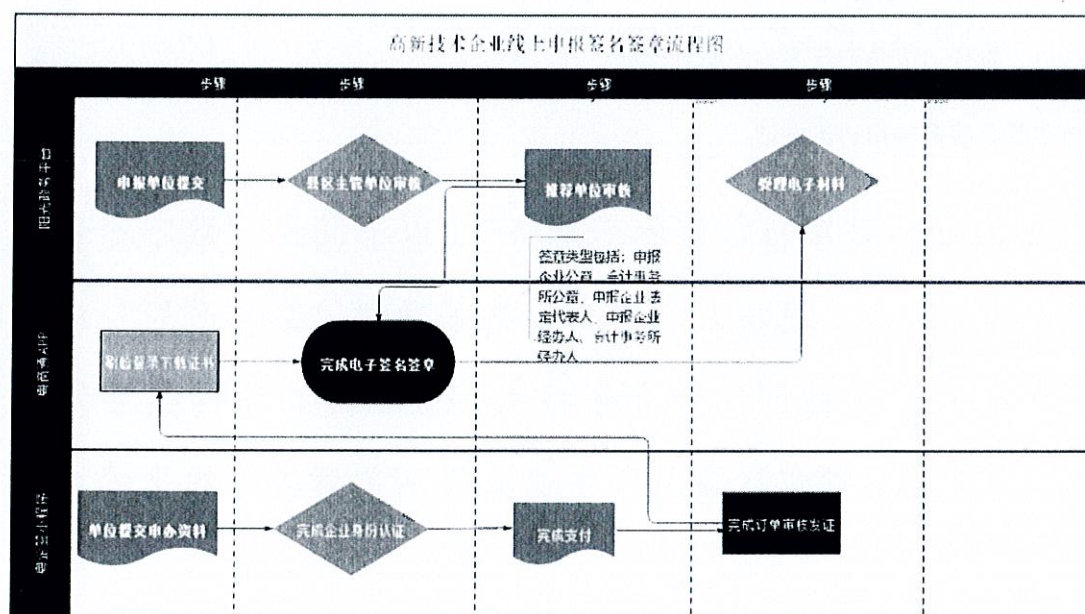 高新技术企业线上申报签名签章流程图
步骤 步骤 步骤 步骤
申报单位提交
县区主管单位审核
推荐单位审核
受理电子材料
签章类型包括：申报
企业公章、会计事务
所公章、申报企业法
定代表人、申报企业
经办人、会计事务所
经办人
登录下载证书
完成电子签名签章
单位提交申办资料
完成企业身份认证
完成支付
完成订单审核发证